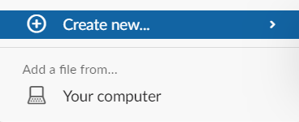 Create new...
Add a file from...
Your computer